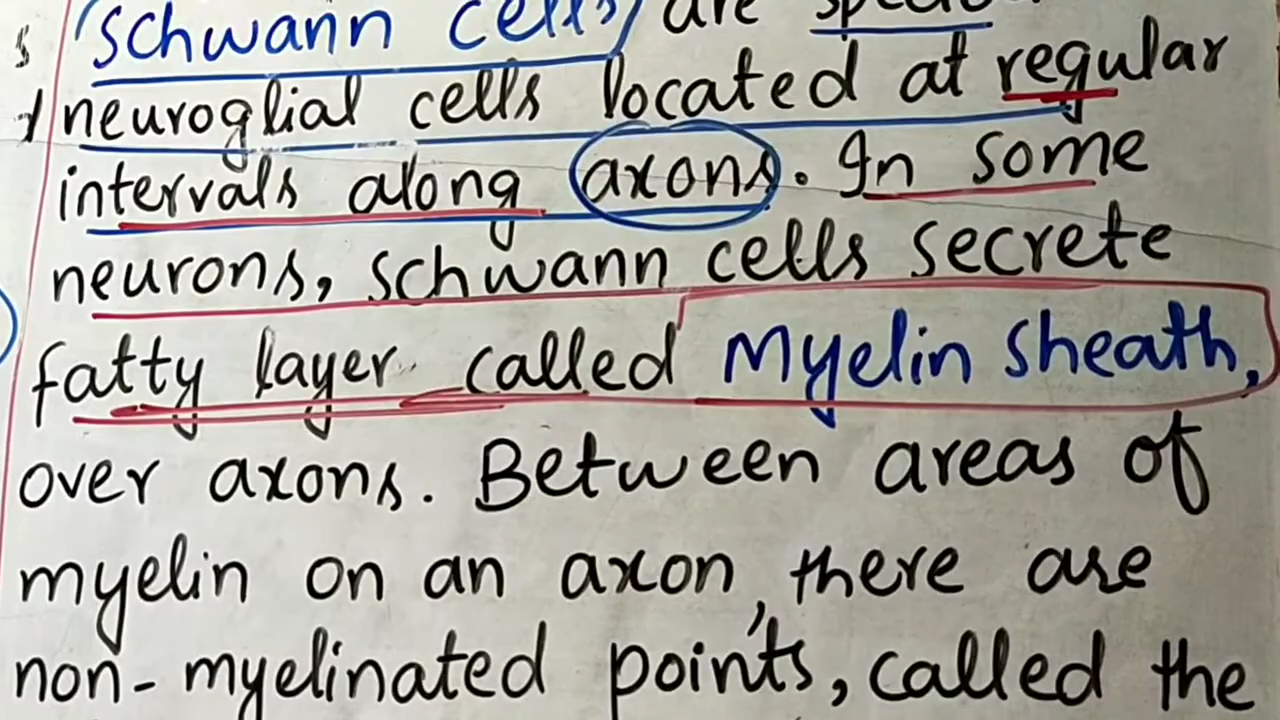 Schwann cells are
neuroglial cells located at regular
intervals along axons. In some
neurons, schwann cells secrete
fatty layer called Myelin sheath,
over axons. Between areas of
myelin on an axon, there are
non-myelinated points, called the